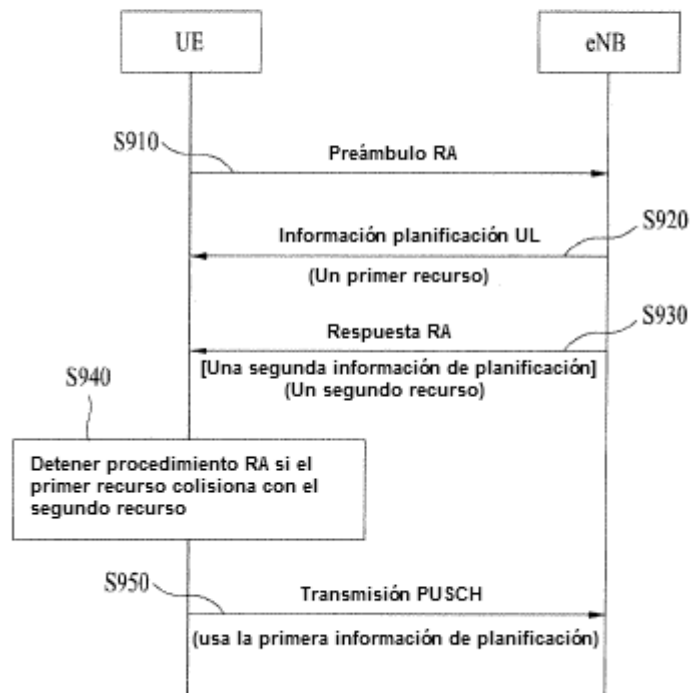 UE
eNB
S910
Preámbulo RA
S920
Información planificación UL
(Un primer recurso)
S930
Respuesta RA
[Una segunda información de planificación]
(Un segundo recurso)
S940
Detener procedimiento RA si el
primer recurso colisiona con el
segundo recurso
S950
Transmisión PUSCH
(usa la primera información de planificación)